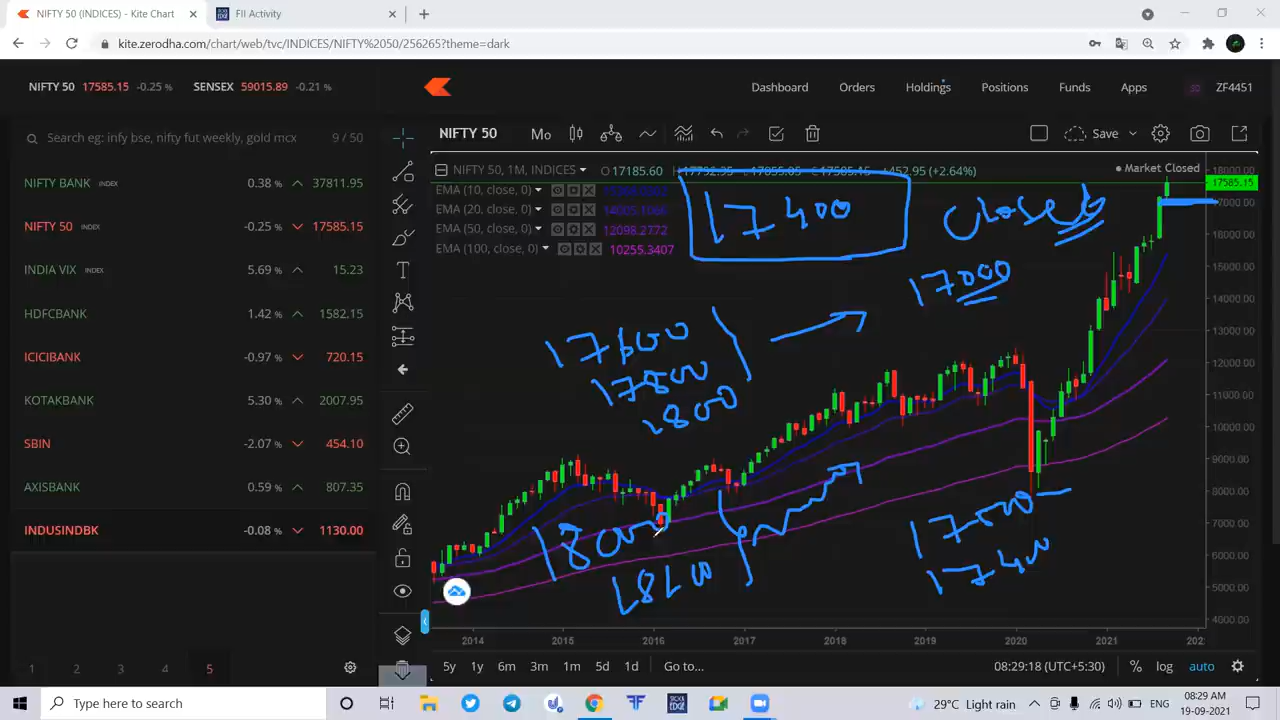 NIFTY 50 (INDICES) - Kite Chart
FII Activity
kite.zerodha.com/chart/web/tvc/INDICES/NIFTY%2050/256265?theme=dark
NIFTY 50 17585.15 -0.25 % SENSEX 59015.89 -0.21 %
Dashboard Orders Holdings Positions Funds Apps ZF4451
Search eg: infy bse, nifty fut weekly, gold mcx 9 / 50
NIFTY 50 Mo Save
NIFTY 50, 1M, INDICES O17185.60 C17585.15 452.95 (+2.64%)
Market Closed
EMA (10, close, 0)
EMA (20, close, 0) 14005.1066
EMA (50, close, 0) 12098.2772
EMA (100, close, 0) 10255.3407
NIFTY BANK INDEX 0.38 % 37811.95
NIFTY 50 INDEX -0.25 % 17585.15
INDIA VIX INDEX 5.69 % 15.23
HDFCBANK 1.42 % 1582.15
ICICIBANK -0.97 % 720.15
KOTAKBANK 5.30 % 2007.95
SBIN -2.07 % 454.10
AXISBANK 0.59 % 807.35
INDUSINDBK -0.08 % 1130.00
17400
17000
17600
17800
1800
18000
17500
17400
18000.00
17585.15
17000.00
16000.00
15000.00
14000.00
13000.00
12000.00
11000.00
10000.00
9000.00
8000.00
7000.00
6000.00
5000.00
4000.00
2014 2015 2016 2017 2018 2019 2020 2021 202
1 2 3 4 5
5y 1y 6m 3m 1m 5d 1d Go to... 08:29:18 (UTC+5:30) % log auto
Type here to search
29°C Light rain ENG 08:29 AM
19-09-2021